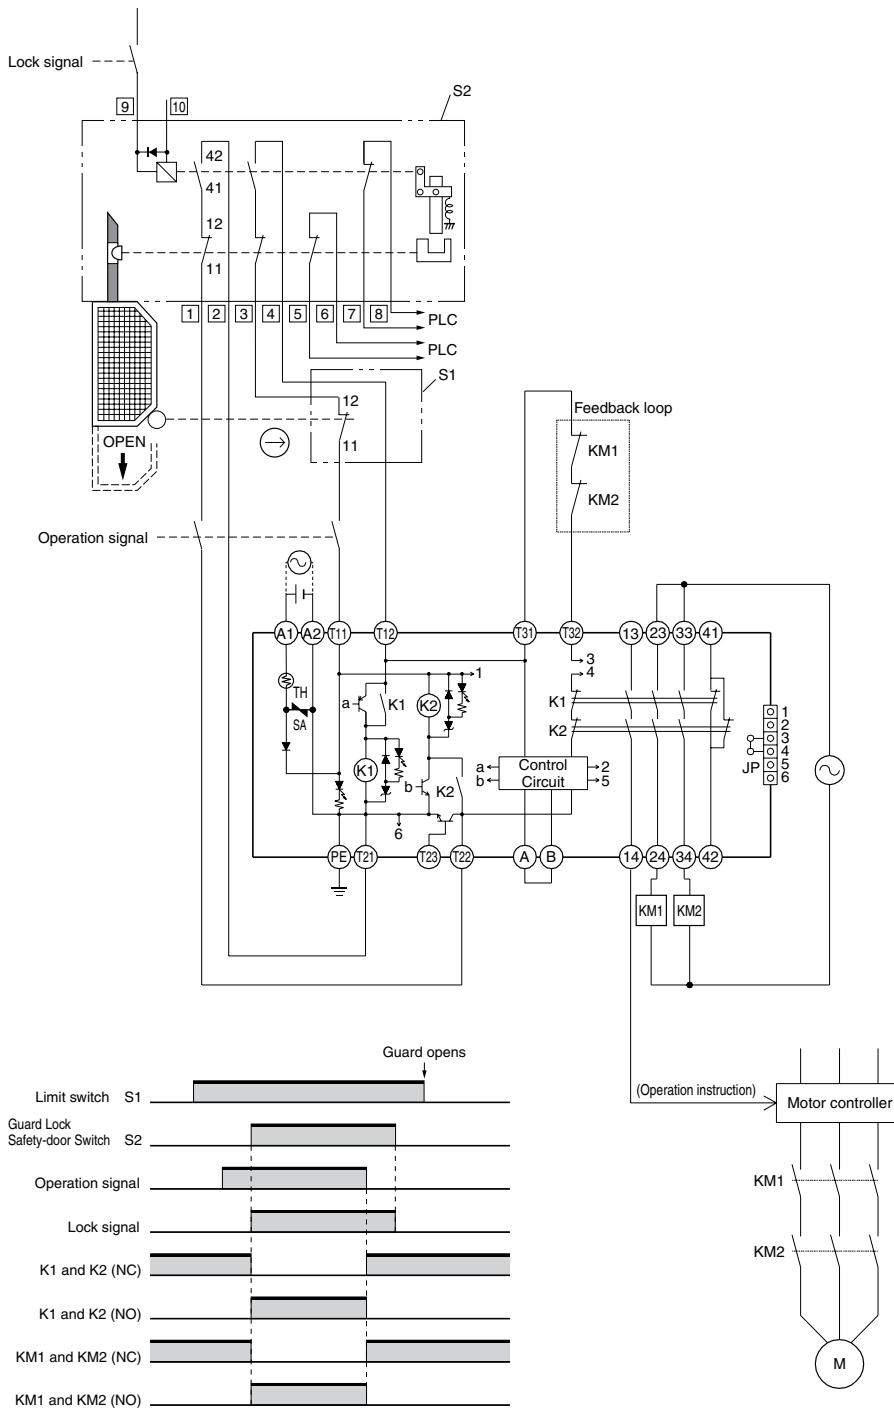 Lock signal
9 10
S2
42
41
12
11
1 2 3 4 5 6 7 8
PLC
PLC
S1
12
11
OPEN
Feedback loop
KM1
KM2
Operation signal
A1 A2 T11 T12 T31 T32 13 23 33 41
1
3
4
TH
SA
a
K1
K2
K1
K2
K1
b
K2
6
a
b
Control
Circuit
2
5
JP
1
2
3
4
5
6
PE T21 T23 T22 A B 14 24 34 42
KM1 KM2
Guard opens
Limit switch S1
Guard Lock
Safety-door Switch S2
Operation signal
Lock signal
K1 and K2 (NC)
K1 and K2 (NO)
KM1 and KM2 (NC)
KM1 and KM2 (NO)
(Operation instruction)
Motor controller
KM1
KM2
M